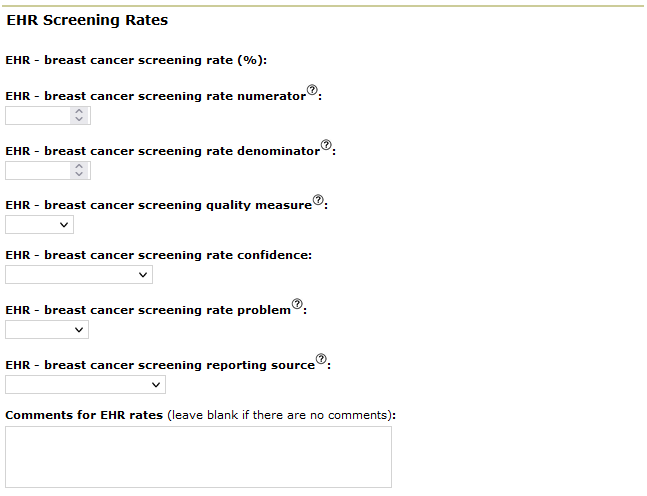 EHR Screening Rates
EHR - breast cancer screening rate (%):
EHR - breast cancer screening rate numerator?:
EHR - breast cancer screening rate denominator?:
EHR - breast cancer screening quality measure?:
EHR - breast cancer screening rate confidence:
EHR - breast cancer screening rate problem?:
EHR - breast cancer screening reporting source?:
Comments for EHR rates (leave blank if there are no comments):